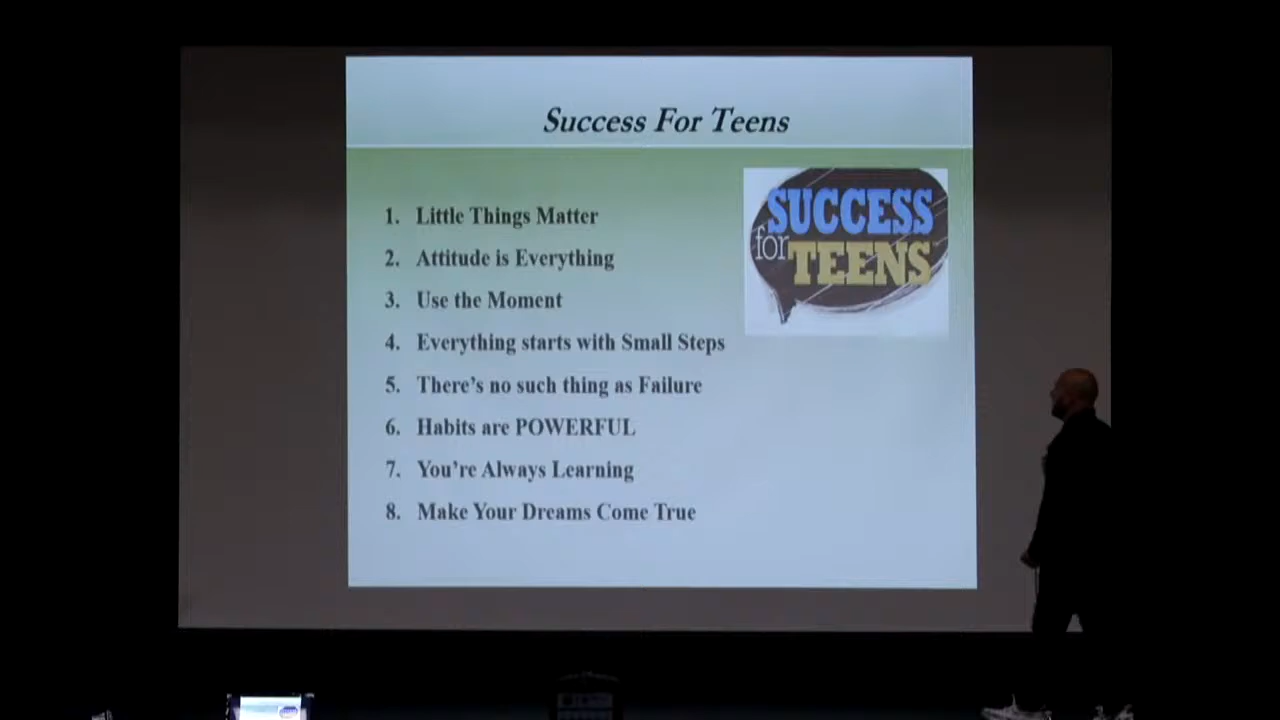 Success For Teens
1. Little Things Matter
2. Attitude is Everything
3. Use the Moment
4. Everything starts with Small Steps
5. There's no such thing as Failure
6. Habits are POWERFUL
7. You're Always Learning
8. Make Your Dreams Come True
SUCCESS
for TEENS